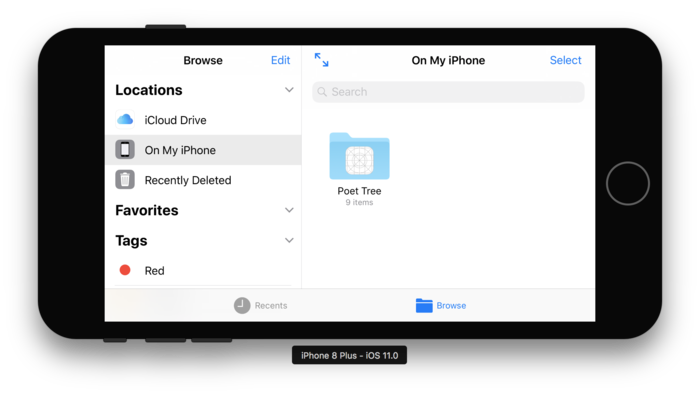 Browse
Edit
Locations
iCloud Drive
On My iPhone
Recently Deleted
Favorites
Tags
Red
On My iPhone
Select
Search
Poet Tree
9 items
Recents
Browse
iPhone 8 Plus - iOS 11.0